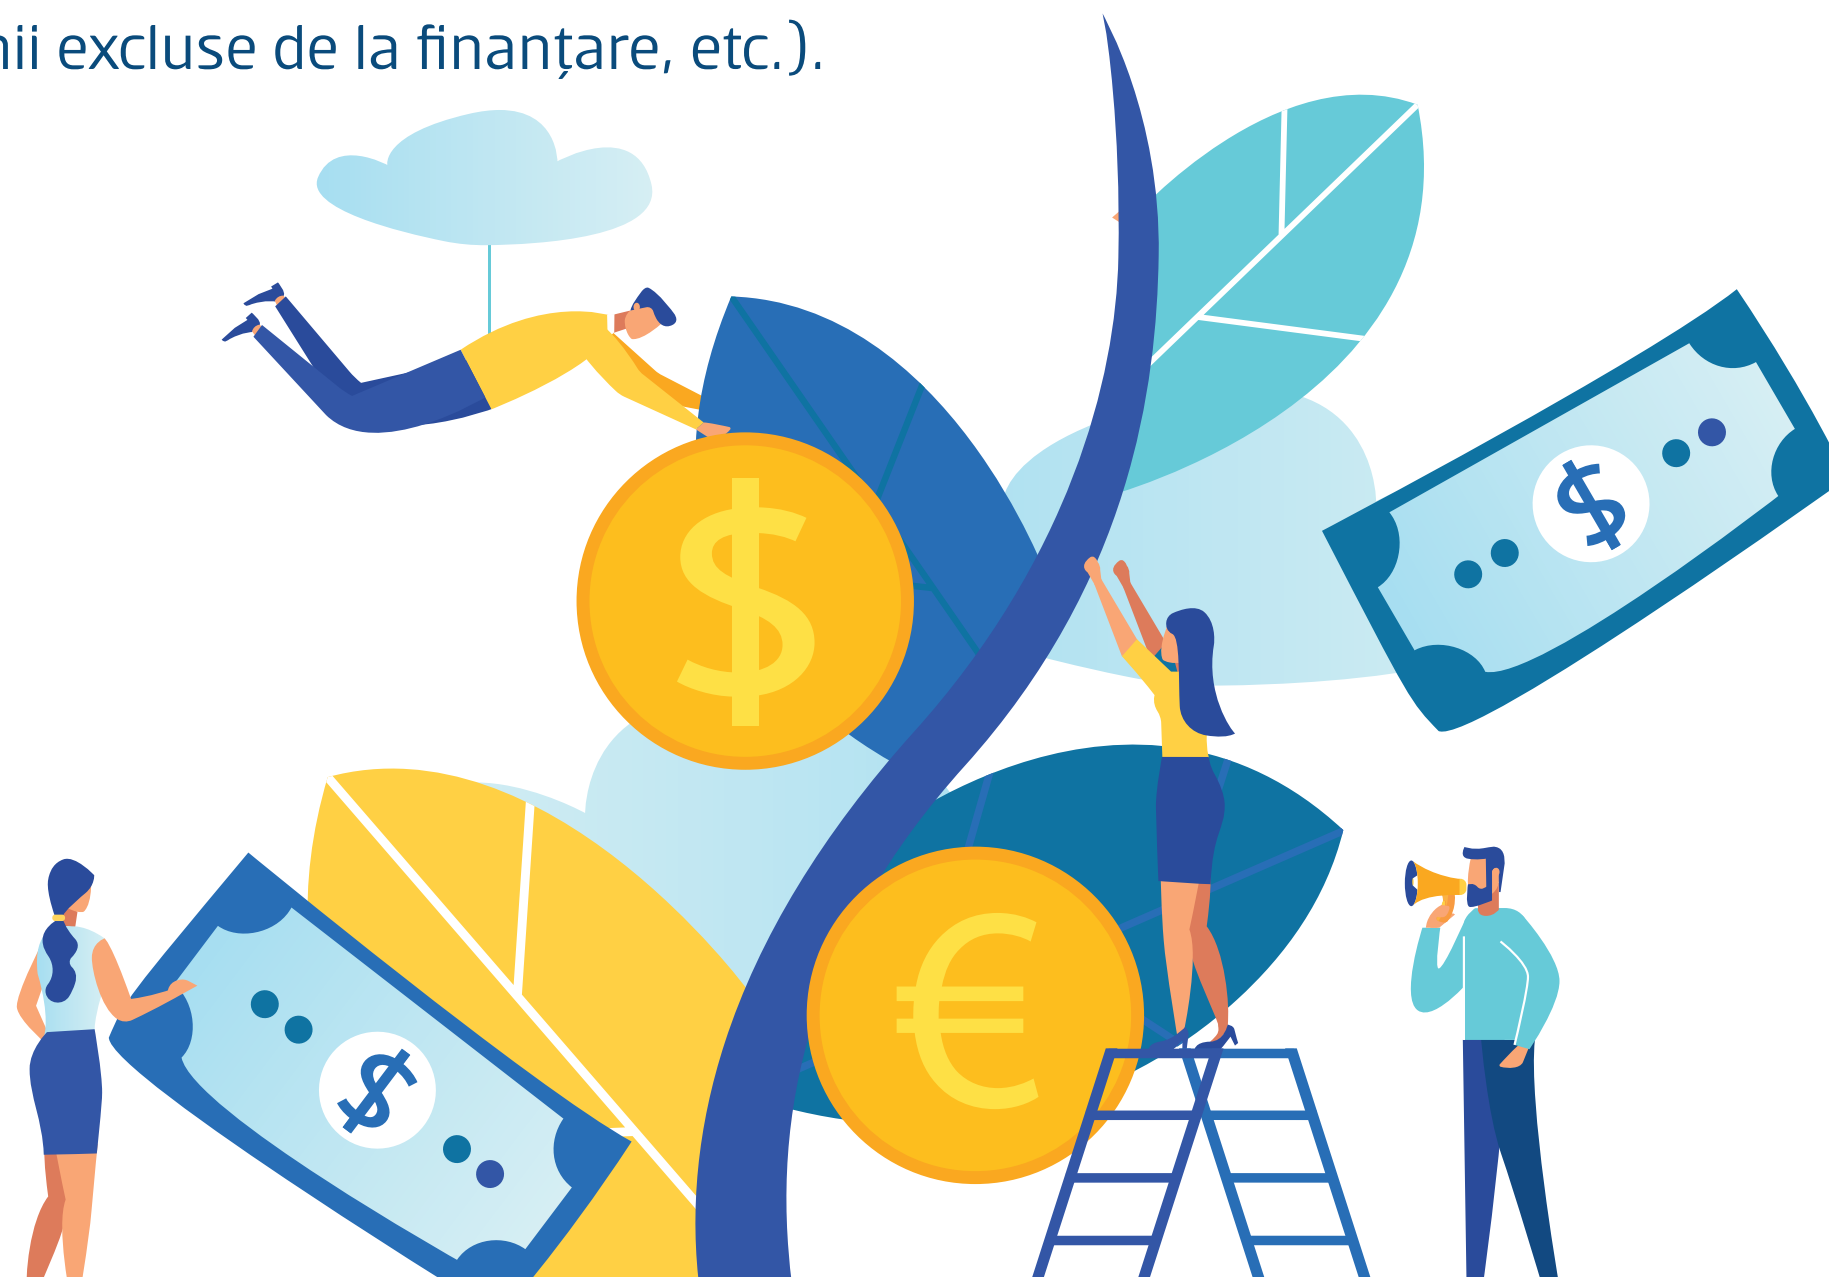 nii excluse de la finanțare, etc.).
$
$
$
€